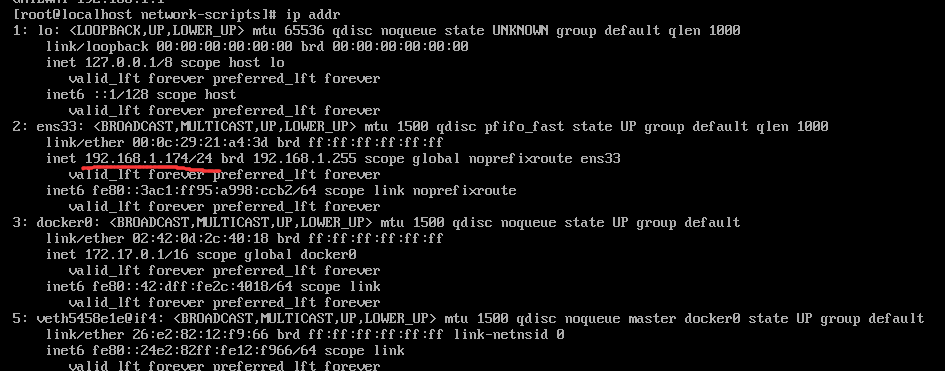 GATEWAY 192.168.1.1
[root@localhost network-scripts]# ip addr
1: lo: <LOOPBACK,UP,LOWER_UP> mtu 65536 qdisc noqueue state UNKNOWN group default qlen 1000
link/loopback 00:00:00:00:00:00 brd 00:00:00:00:00:00
inet 127.0.0.1/8 scope host lo
valid_lft forever preferred_lft forever
inet6 ::1/128 scope host
valid_lft forever preferred_lft forever
2: ens33: <BROADCAST,MULTICAST,UP,LOWER_UP> mtu 1500 qdisc pfifo_fast state UP group default qlen 1000
link/ether 00:0c:29:21:a4:3d brd ff:ff:ff:ff:ff:ff
inet 192.168.1.174/24 brd 192.168.1.255 scope global noprefixroute ens33
valid_lft forever preferred_lft forever
inet6 fe80::3ac1:ff95:a998:ccb2/64 scope link noprefixroute
valid_lft forever preferred_lft forever
3: docker0: <BROADCAST,MULTICAST,UP,LOWER_UP> mtu 1500 qdisc noqueue state UP group default
link/ether 02:42:0d:2c:40:18 brd ff:ff:ff:ff:ff:ff
inet 172.17.0.1/16 scope global docker0
valid_lft forever preferred_lft forever
inet6 fe80::42:dff:fe2c:4018/64 scope link
valid_lft forever preferred_lft forever
5: veth5458e1e@if4: <BROADCAST,MULTICAST,UP,LOWER_UP> mtu 1500 qdisc noqueue master docker0 state UP group default
link/ether 26:e2:82:12:f9:66 brd ff:ff:ff:ff:ff:ff link-netnsid 0
inet6 fe80::24e2:82ff:fe12:f966/64 scope link
valid_lft forever preferred_lft forever